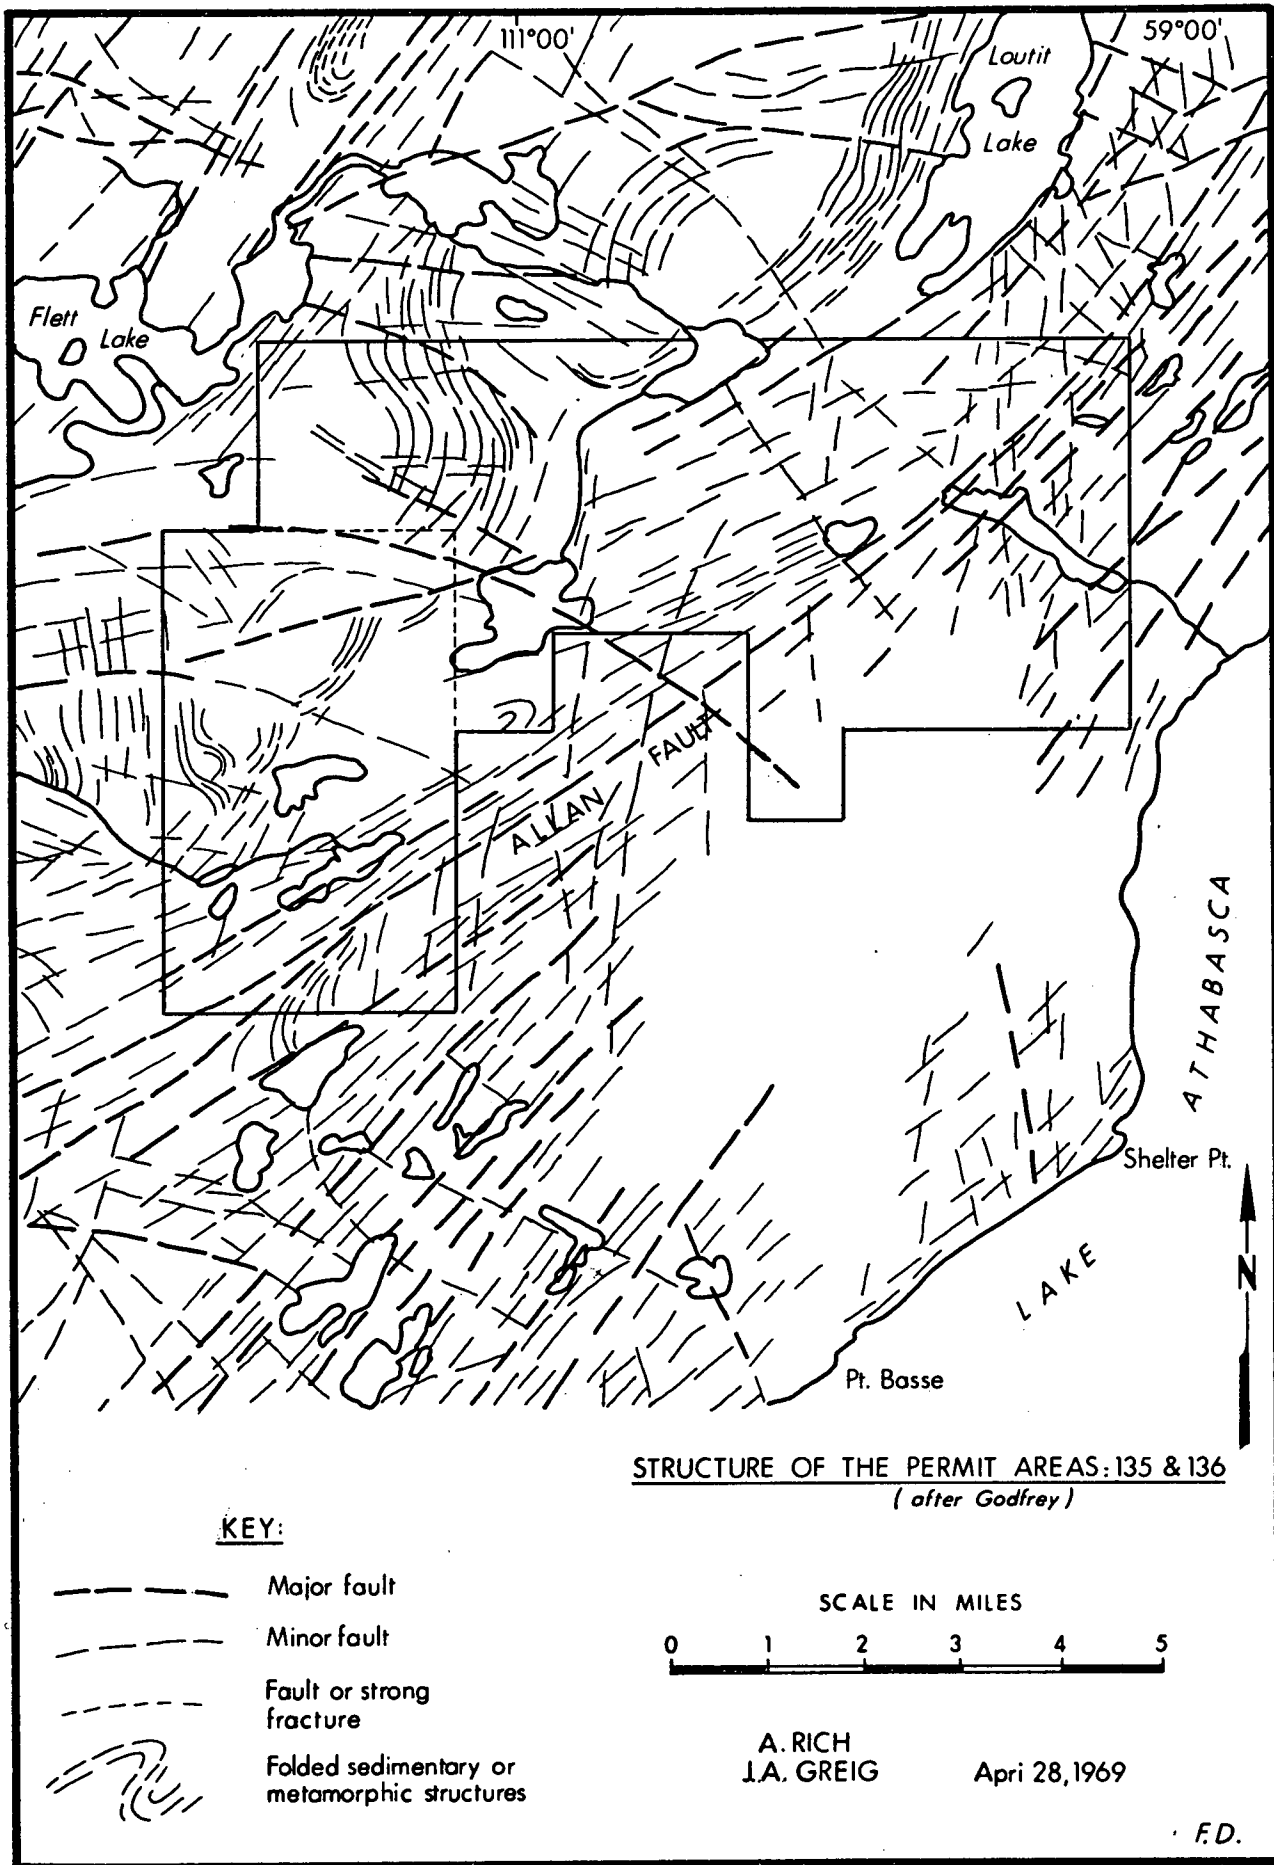 111°00'
59°00'
Loutit
Lake
Flett
Lake
ALLAN FAULT
LAKE ATHABASCA
Shelter Pt.
N
Pt. Basse
STRUCTURE OF THE PERMIT AREAS: 135 & 136
( after Godfrey )
KEY:
Major fault
Minor fault
Fault or strong
fracture
Folded sedimentary or
metamorphic structures
SCALE IN MILES
0 1 2 3 4 5
A. RICH
J.A. GREIG
Apri 28, 1969
F.D.